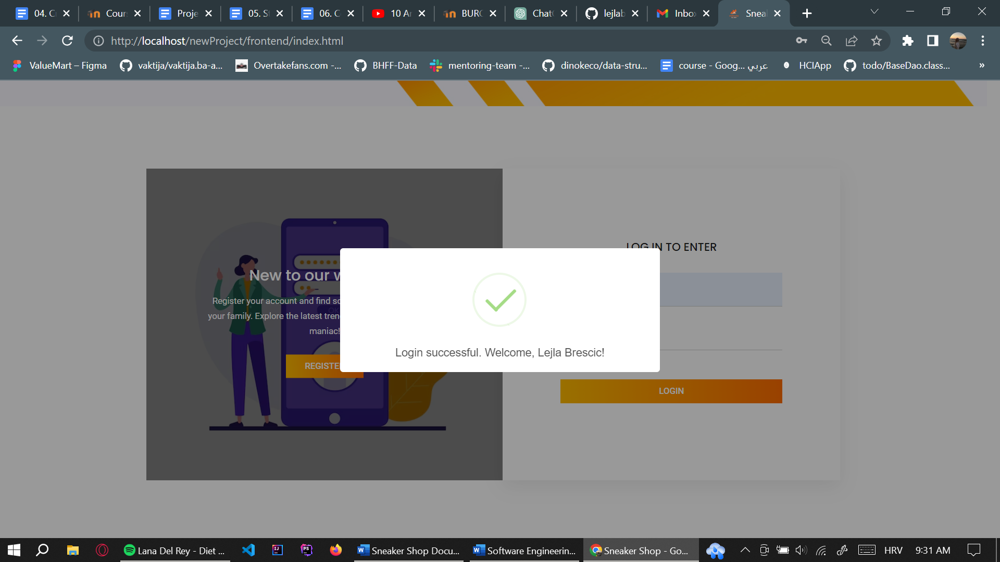 04. C
Cour
Proje
05. S
06. C
10 A
BURC
Chat
lejlab
Inbo
Sneal
http://localhost/newProject/frontend/index.html
ValueMart – Figma
vaktija/vaktija.ba-a...
Overtakefans.com -...
BHFF-Data
mentoring-team -...
dinokeco/data-stru...
course - Goog... عربي
HCIApp
todo/BaseDao.class...
»
LOG IN TO ENTER
New to our w
Register your account and find so
your family. Explore the latest tren
maniac!
REGISTE
Login successful. Welcome, Lejla Brescic!
LOGIN
Lana Del Rey - Diet ...
Sneaker Shop Docu...
Software Engineerin...
Sneaker Shop - Go...
HRV
9:31 AM